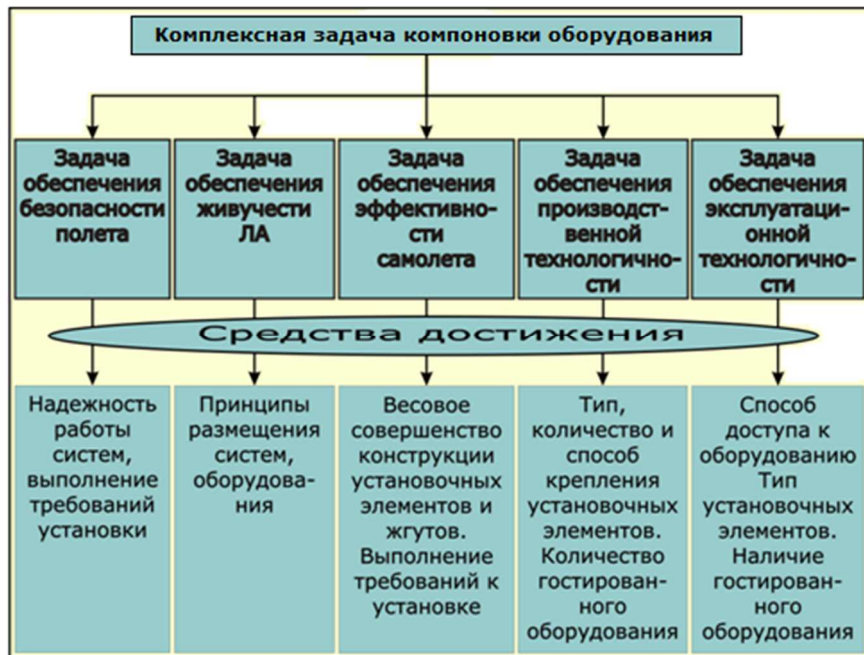 Комплексная задача компоновки оборудования
Задача
обеспечения
безопасности
полета
Задача
обеспечения
живучести
ЛА
Задача
обеспечения
эффективно-
сти
самолета
Задача
обеспечения
производст-
венной
технологично-
сти
Задача
обеспечения
эксплуатаци-
онной
технологично-
сти
Средства достижения
Надежность
работы
систем,
выполнение
требований
установки
Принципы
размещения
систем,
оборудова-
ния
Весовое
совершенство
конструкции
установочных
элементов и
жгутов.
Выполнение
требований к
установке
Тип,
количество и
способ
крепления
установочных
элементов.
Количество
гостирован-
ного
оборудования
Способ
доступа к
оборудованию
Тип
установочных
элементов.
Наличие
гостирован-
ного
оборудования